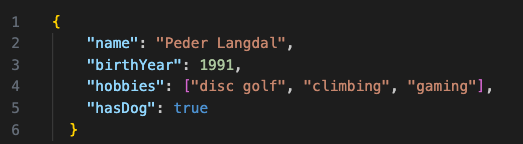 1 {
2 "name": "Peder Langdal",
3 "birthYear": 1991,
4 "hobbies": ["disc golf", "climbing", "gaming"],
5 "hasDog": true
6 }